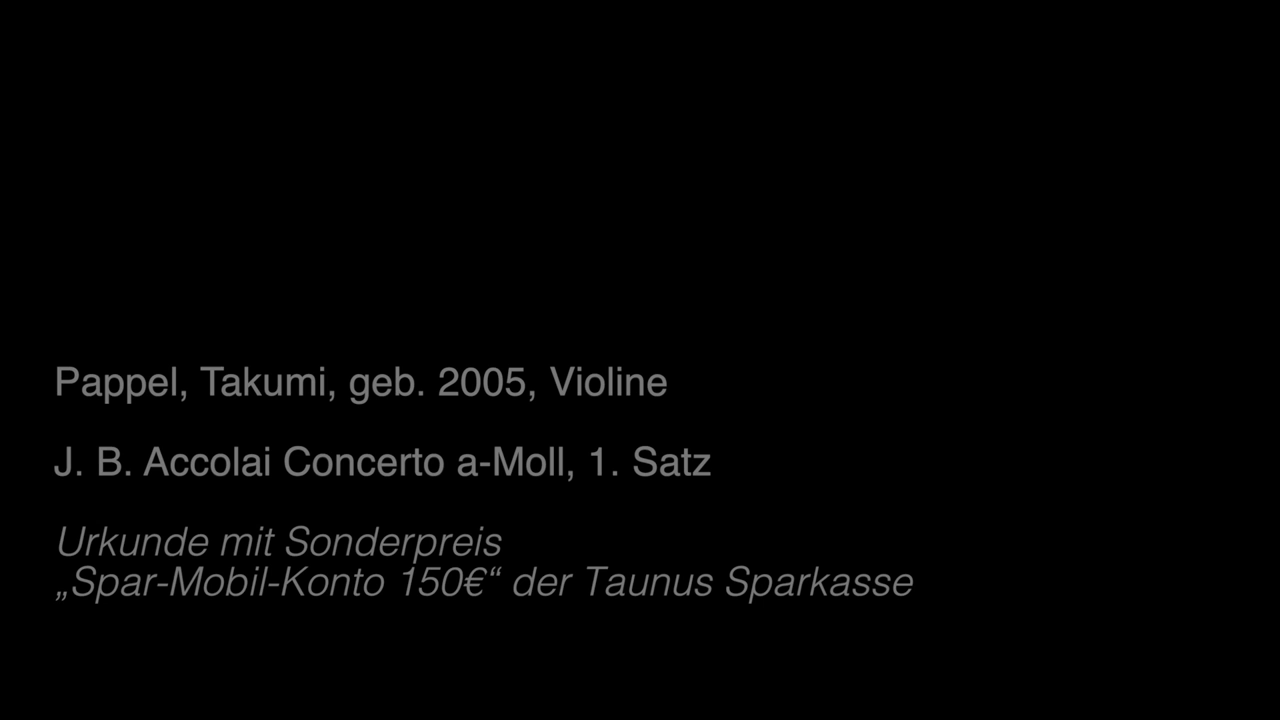 Pappel, Takumi, geb. 2005, Violine
J. B. Accolai Concerto a-Moll, 1. Satz
Urkunde mit Sonderpreis
„Spar-Mobil-Konto 150€“ der Taunus Sparkasse